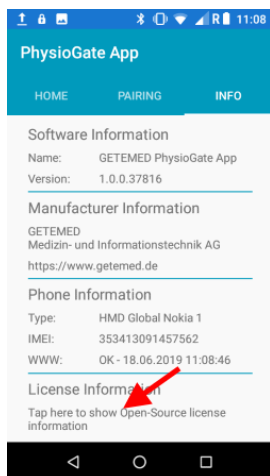 R 11:08
PhysioGate App
HOME PAIRING INFO
Software Information
Name: GETEMED PhysioGate App
Version: 1.0.0.37816
Manufacturer Information
GETEMED
Medizin- und Informationstechnik AG
https://www.getemed.de
Phone Information
Type: HMD Global Nokia 1
IMEI: 353413091457562
WWW: OK - 18.06.2019 11:08:46
License Information
Tap here to show Open-Source license
information